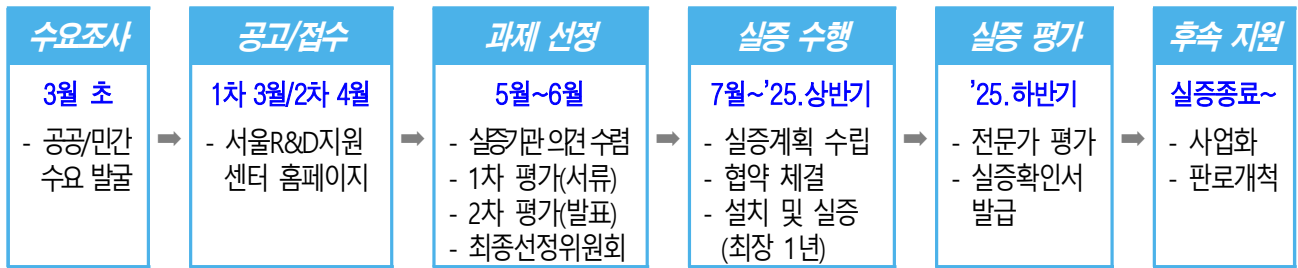 수요조사
3월 초
- 공공/민간
수요 발굴
➡
공고/접수
1차 3월/2차 4월
- 서울R&D지원
센터 홈페이지
➡
과제 선정
5월~6월
- 실증기관 의견 수렴
- 1차 평가(서류)
- 2차 평가(발표)
- 최종선정위원회
➡
실증 수행
7월~’25.상반기
- 실증계획 수립
- 협약 체결
- 설치 및 실증
(최장 1년)
➡
실증 평가
’25.하반기
- 전문가 평가
- 실증확인서
발급
➡
후속 지원
실증종료~
- 사업화
- 판로개척